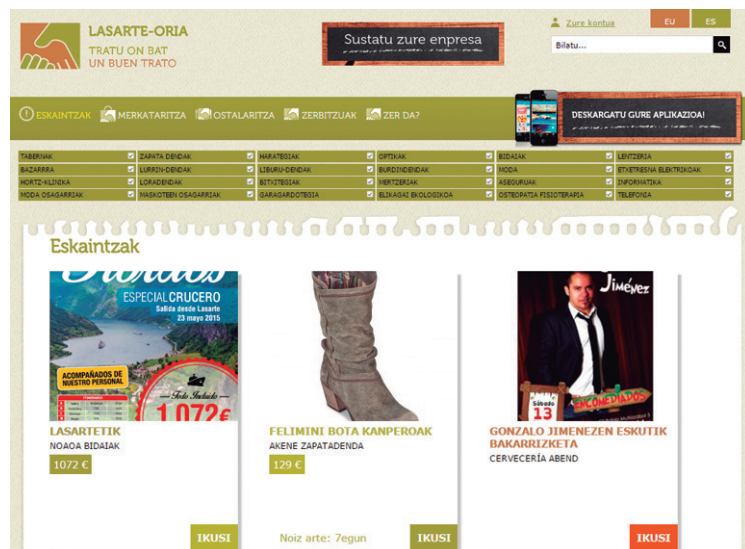 LASARTE-ORIA
TRATU ON BAT
UN BUEN TRATO
Sustatu zure enpresa
Zure kontua
EU
ES
Bilatu...
ESKAINTZAK
MERKATARITZA
OSTALARITZA
ZERBITZUAK
ZER DA?
DESKARGATU GURE APLIKAZIOA!
TABERNAK
ZAPATA DENDAK
HARATEGIAK
OPTIKAK
BIDAIAK
LENTZERIA
BAZARRRA
LURRIN-DENDAK
LIBURU-DENDAK
BURDINDENDAK
MODA
ETXETRESNA ELEKTRIKOAK
HORTZ-KLINIKA
LORADENDAK
BITXITEGIAK
MERTZERIAK
ASEGURUAK
INFORMATIKA
MODA OSAGARRIAK
MASKOTEEN OSAGARRIAK
GARAGARDOTEGIA
ELIKAGAI EKOLOGIKOA
OSTEOPATIA FISIOTERAPIA
TELEFONIA
Eskaintzak
Fiordos
ESPECIAL CRUCERO
Salida desde Lasarte
23 mayo 2015
ACOMPAÑADOS DE
NUESTRO PERSONAL
Todo Incluido
1.072€
LASARTETIK
NOAOA BIDAIAK
1072 €
IKUSI
FELIMINI BOTA KANPEROAK
AKENE ZAPATADENDA
129 €
Noiz arte: 7egun
IKUSI
JIMÉNEZ
ENCOMEDIADOS
Sábado
13
GONZALO JIMENEZEN ESKUTIK
BAKARRIZKETA
CERVECERÍA ABEND
IKUSI